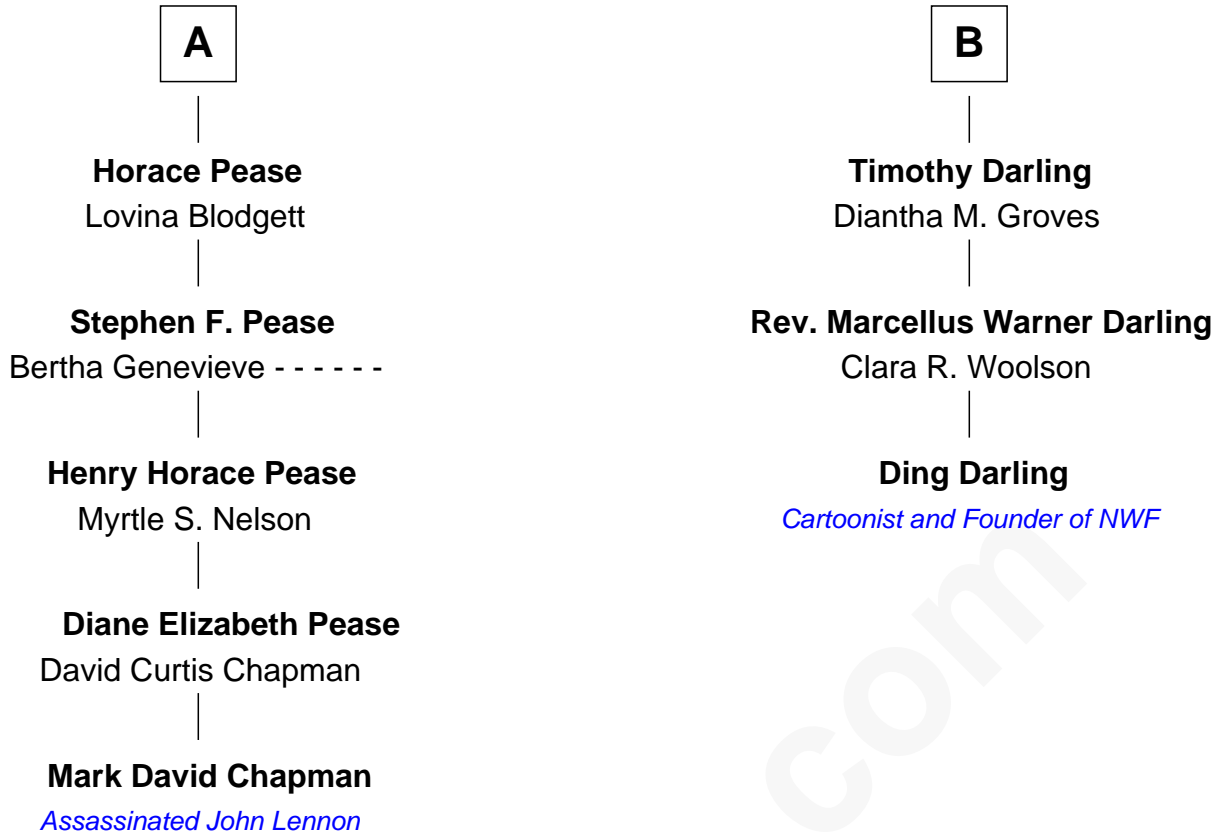 A
Horace Pease
Lovina Blodgett
Stephen F. Pease
Bertha Genevieve - - - - - -
Henry Horace Pease
Myrtle S. Nelson
Diane Elizabeth Pease
David Curtis Chapman
Mark David Chapman
Assassinated John Lennon
B
Timothy Darling
Diantha M. Groves
Rev. Marcellus Warner Darling
Clara R. Woolson
Ding Darling
Cartoonist and Founder of NWF
com